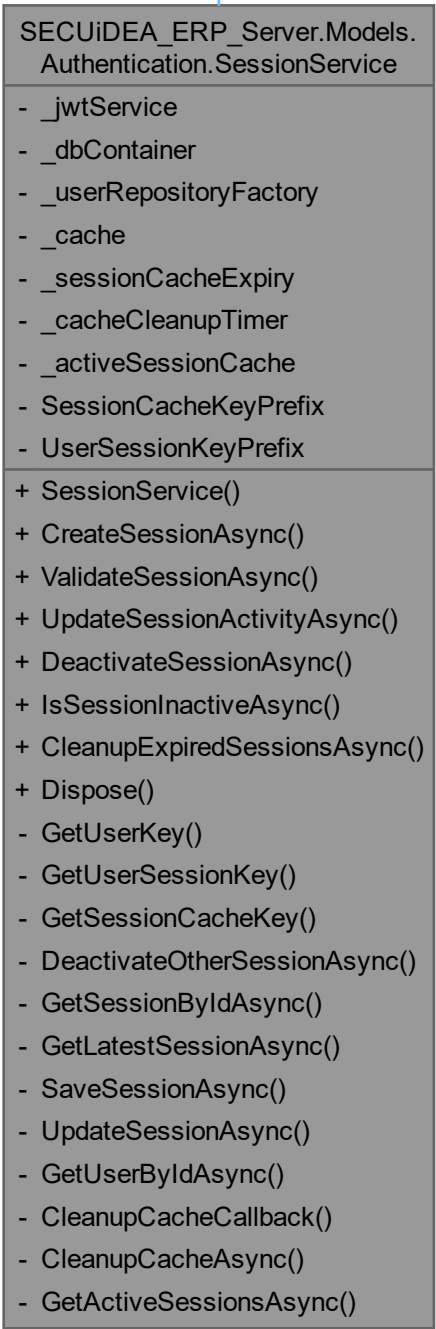 SECUiDEA_ERP_Server.Models.
Authentication.SessionService
- _jwtService
- _dbContainer
- _userRepositoryFactory
- _cache
- _sessionCacheExpiry
- _cacheCleanupTimer
- _activeSessionCache
- SessionCacheKeyPrefix
- UserSessionKeyPrefix
+ SessionService()
+ CreateSessionAsync()
+ ValidateSessionAsync()
+ UpdateSessionActivityAsync()
+ DeactivateSessionAsync()
+ IsSessionInactiveAsync()
+ CleanupExpiredSessionsAsync()
+ Dispose()
- GetUserKey()
- GetUserSessionKey()
- GetSessionCacheKey()
- DeactivateOtherSessionAsync()
- GetSessionByIdAsync()
- GetLatestSessionAsync()
- SaveSessionAsync()
- UpdateSessionAsync()
- GetUserByIdAsync()
- CleanupCacheCallback()
- CleanupCacheAsync()
- GetActiveSessionsAsync()